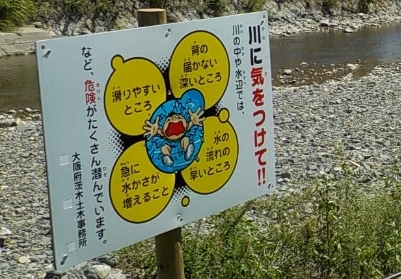 川に気をつけて!!
川の中や水辺では、
背の
届かない
深いところ
滑りやすい
ところ
水の
流れの
早いところ
急に
水かさが
増えること
など、危険がたくさん潜んでいます。
大阪府茨木土木事務所